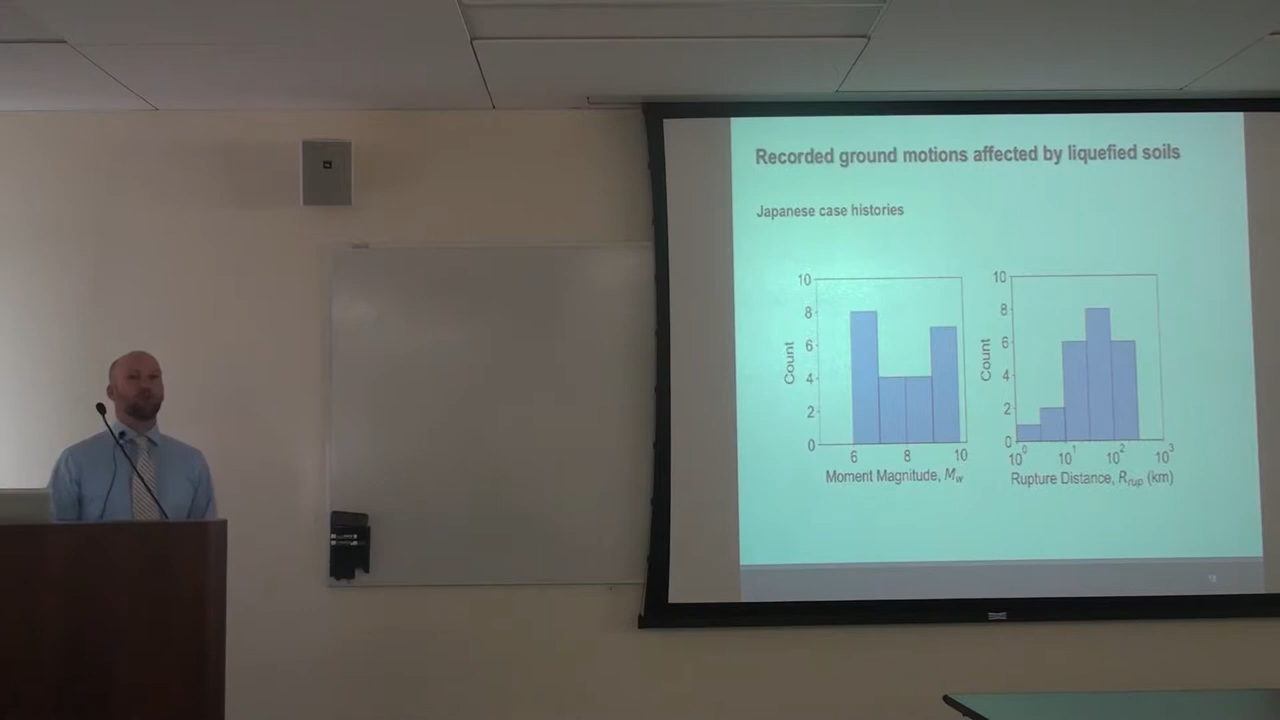 Recorded ground motions affected by liquefied soils
Japanese case histories
10
8
6
4
2
0
Count
6 8 10
Moment Magnitude, Mw
10
8
6
4
2
0
Count
10⁰ 10¹ 10² 10³
Rupture Distance, Rrup (km)